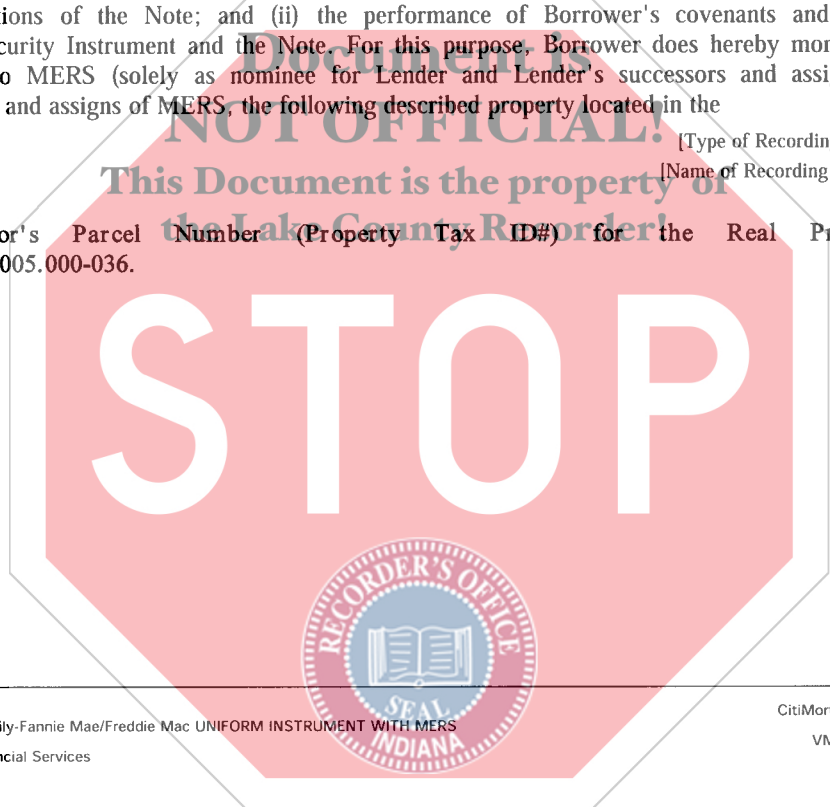 tions of the Note; and (ii) the performance of Borrower's covenants and
curity Instrument and the Note. For this purpose, Borrower does hereby mor
o MERS (solely as nominee for Lender and Lender's successors and assi
and assigns of MERS, the following described property located in the
Document is
NOT OFFICIAL!
[Type of Recordin
This Document is the property of
[Name of Recording
the Lake County Recorder!
or's Parcel Number (Property Tax ID#) for the Real Pr
005.000-036.
STOP
RECORDER'S OFFICE
SEAL
INDIANA
ily-Fannie Mae/Freddie Mac UNIFORM INSTRUMENT WITH MERS
ncial Services
CitiMor
VM